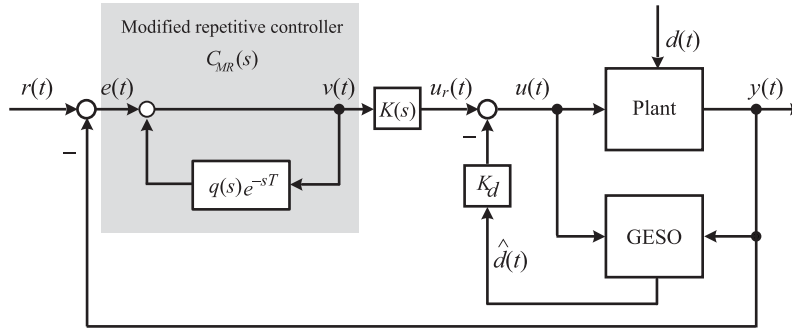 Modified repetitive controller
C_MR(s)
d(t)
r(t)
e(t)
v(t)
K(s)
u_r(t)
u(t)
Plant
y(t)
−
−
q(s)e^{−sT}
K_d
GESO
d̂(t)